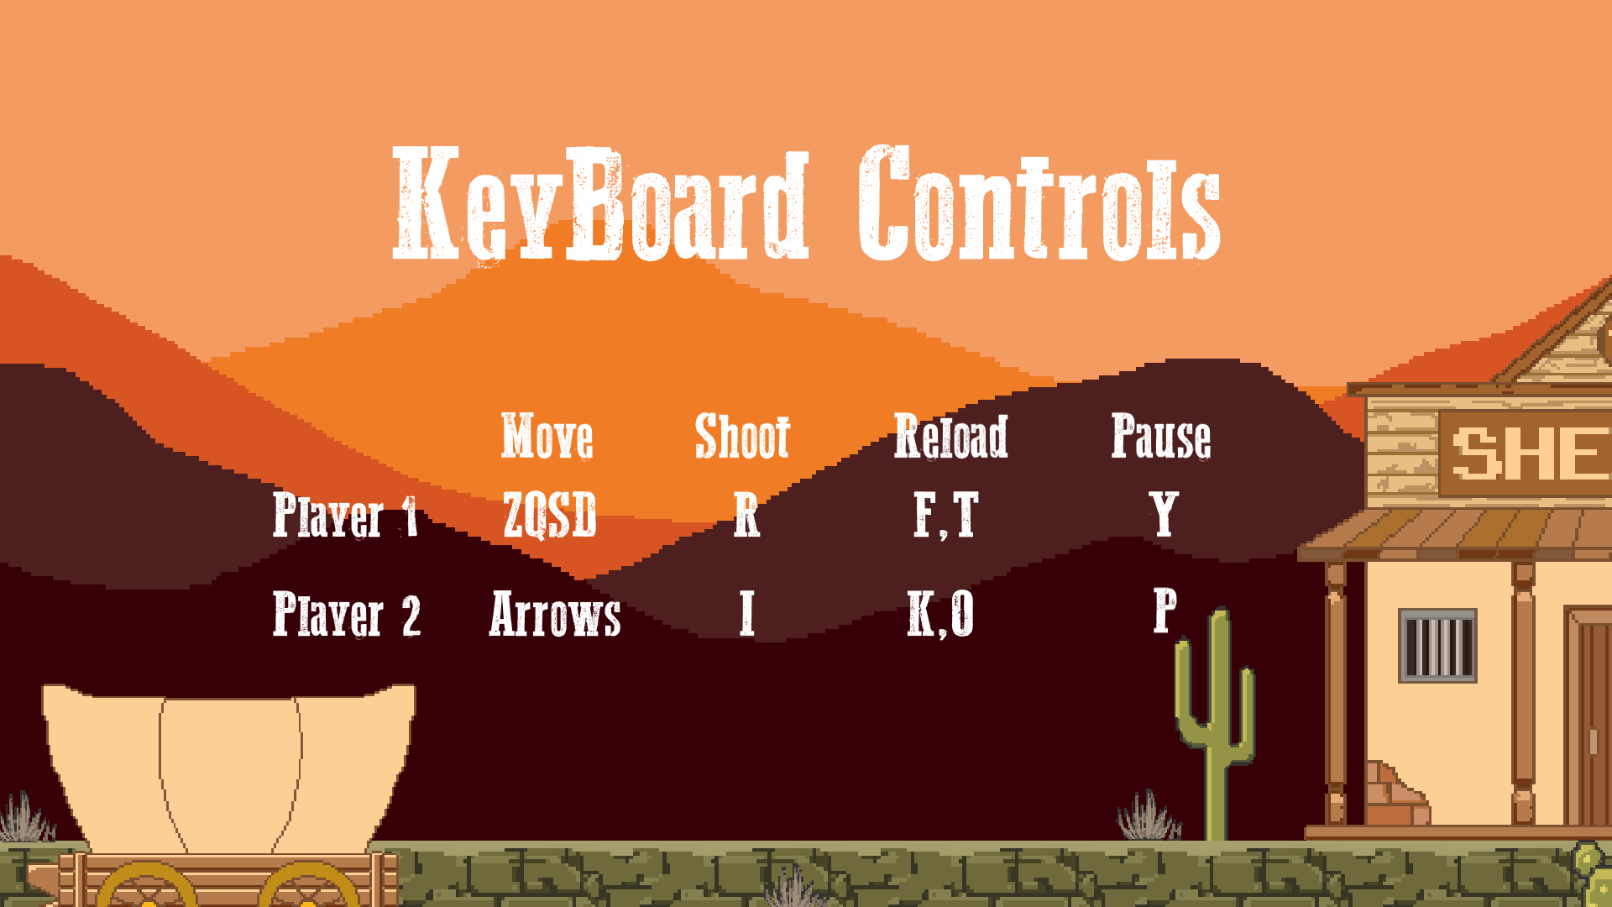 KeyBoard Controls
Move Shoot Reload Pause
Player 1 ZQSD R F,T Y
Player 2 Arrows I K,O P
SHE